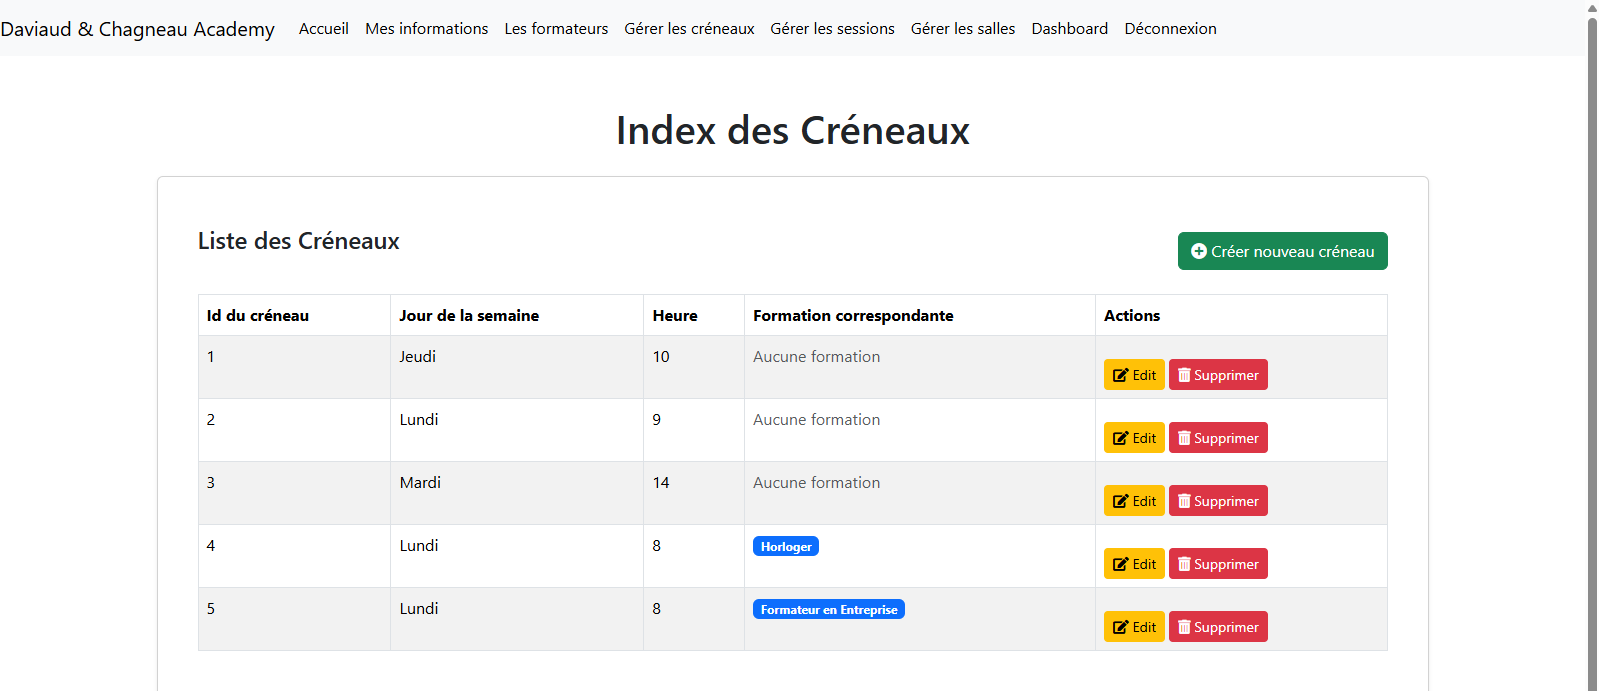 Daviaud & Chagneau Academy Accueil Mes informations Les formateurs Gérer les créneaux Gérer les sessions Gérer les salles Dashboard Déconnexion
Index des Créneaux
Liste des Créneaux
Créer nouveau créneau
Id du créneau Jour de la semaine Heure Formation correspondante Actions
1 Jeudi 10 Aucune formation Edit Supprimer
2 Lundi 9 Aucune formation Edit Supprimer
3 Mardi 14 Aucune formation Edit Supprimer
4 Lundi 8 Horloger Edit Supprimer
5 Lundi 8 Formateur en Entreprise Edit Supprimer